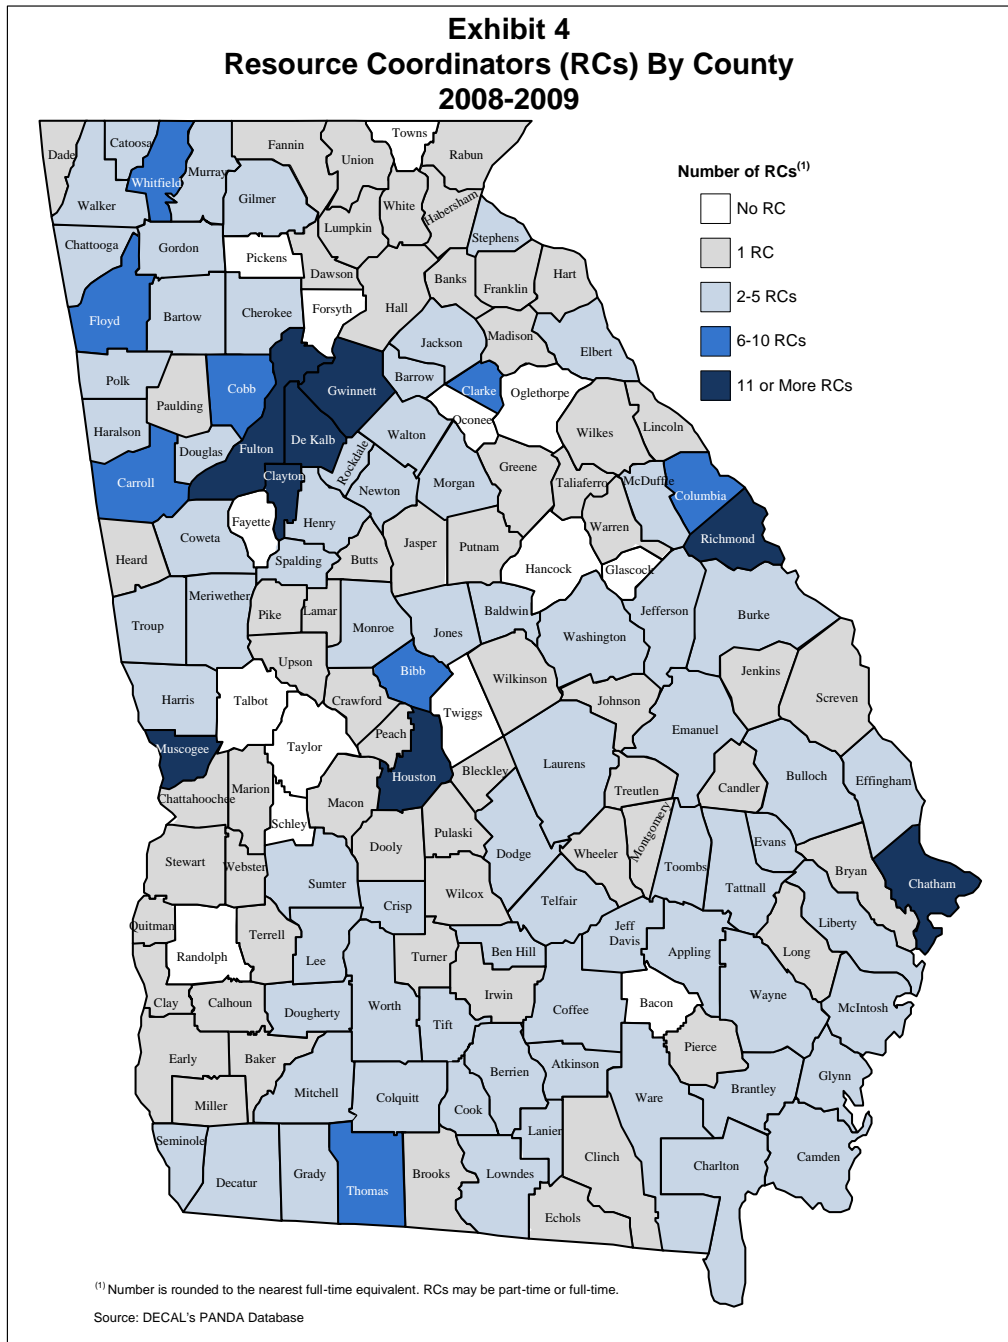 Exhibit 4
Resource Coordinators (RCs) By County
2008-2009
Towns
Dade
Catoosa
Fannin
Union
Rabun
Whitfield
Murray
Walker
Gilmer
White
Habersham
Lumpkin
Chattooga
Gordon
Pickens
Stephens
Dawson
Banks
Franklin
Hart
Floyd
Bartow
Cherokee
Forsyth
Hall
Jackson
Madison
Elbert
Polk
Paulding
Cobb
Gwinnett
Barrow
Clarke
Oglethorpe
Oconee
Haralson
Douglas
Fulton
De Kalb
Rockdale
Walton
Wilkes
Lincoln
Carroll
Clayton
Newton
Morgan
Greene
Taliaferro
McDuffie
Columbia
Fayette
Henry
Warren
Richmond
Heard
Coweta
Spalding
Butts
Jasper
Putnam
Hancock
Glascock
Troup
Meriwether
Pike
Lamar
Monroe
Jones
Baldwin
Washington
Jefferson
Burke
Upson
Bibb
Wilkinson
Jenkins
Harris
Talbot
Crawford
Twiggs
Johnson
Screven
Muscogee
Taylor
Peach
Houston
Bleckley
Laurens
Emanuel
Chattahoochee
Marion
Macon
Treutlen
Candler
Bulloch
Effingham
Schley
Dooly
Pulaski
Dodge
Wheeler
Montgomery
Toombs
Evans
Stewart
Webster
Sumter
Wilcox
Telfair
Tattnall
Bryan
Chatham
Crisp
Quitman
Randolph
Terrell
Lee
Turner
Ben Hill
Jeff
Davis
Appling
Long
Liberty
Clay
Calhoun
Dougherty
Worth
Tift
Irwin
Coffee
Bacon
Wayne
McIntosh
Early
Baker
Mitchell
Berrien
Atkinson
Pierce
Brantley
Glynn
Miller
Colquitt
Cook
Lanier
Ware
Seminole
Decatur
Grady
Thomas
Brooks
Lowndes
Clinch
Echols
Charlton
Camden
Number of RCs(1)
No RC
1 RC
2-5 RCs
6-10 RCs
11 or More RCs
(1) Number is rounded to the nearest full-time equivalent. RCs may be part-time or full-time.
Source: DECAL's PANDA Database